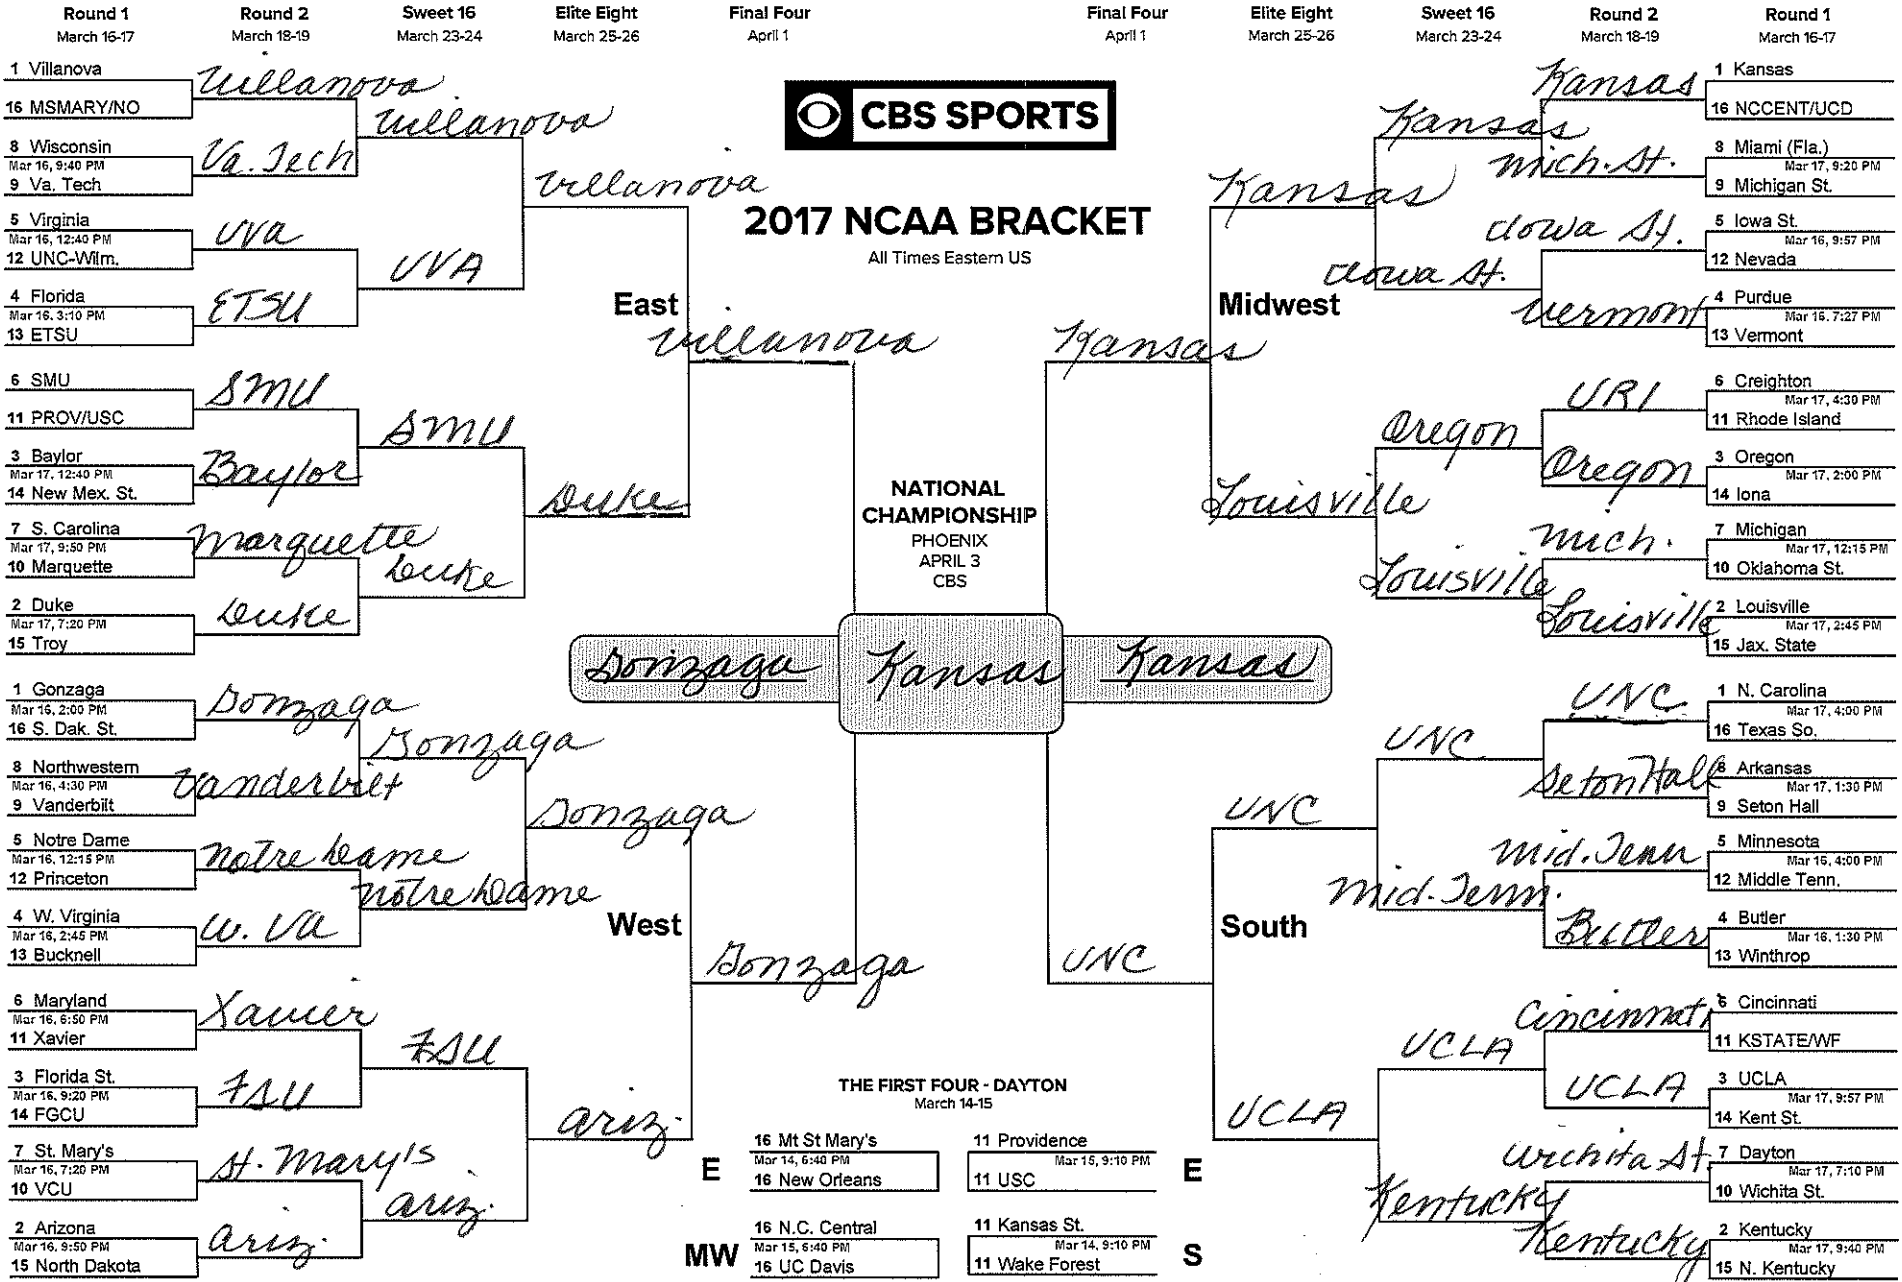 Round 1 Round 2 Sweet 16 Elite Eight Final Four Final Four Elite Eight Sweet 16 Round 2 Round 1
March 16-17 March 18-19 March 23-24 March 25-26 April 1 April 1 March 25-26 March 23-24 March 18-19 March 16-17
CBS SPORTS
2017 NCAA BRACKET
All Times Eastern US
East
1 Villanova
16 MSMARY/NO
8 Wisconsin
Mar 16, 9:40 PM
9 Va. Tech
5 Virginia
Mar 16, 12:40 PM
12 UNC-Wilm.
4 Florida
Mar 16, 3:10 PM
13 ETSU
6 SMU
11 PROV/USC
3 Baylor
Mar 17, 12:40 PM
14 New Mex. St.
7 S. Carolina
Mar 17, 9:50 PM
10 Marquette
2 Duke
Mar 17, 7:20 PM
15 Troy
Villanova
Va. Tech
UVa
ETSU
SMU
Baylor
Marquette
Duke
Villanova
UVA
SMU
Duke
Villanova
Duke
Villanova
West
1 Gonzaga
Mar 16, 2:00 PM
16 S. Dak. St.
8 Northwestern
Mar 16, 4:30 PM
9 Vanderbilt
5 Notre Dame
Mar 16, 12:15 PM
12 Princeton
4 W. Virginia
Mar 16, 2:45 PM
13 Bucknell
6 Maryland
Mar 16, 6:50 PM
11 Xavier
3 Florida St.
Mar 16, 9:20 PM
14 FGCU
7 St. Mary's
Mar 16, 7:20 PM
10 VCU
2 Arizona
Mar 16, 9:50 PM
15 North Dakota
Gonzaga
Vanderbilt
Notre Dame
W. VA
Xavier
FSU
St. Mary's
Ariz.
Gonzaga
Notre Dame
FSU
Ariz.
Gonzaga
Ariz.
Gonzaga
NATIONAL
CHAMPIONSHIP
PHOENIX
APRIL 3
CBS
Gonzaga Kansas Kansas
Midwest
Kansas
Kansas
Louisville
Kansas
Iowa St.
Oregon
Louisville
Kansas
Mich. St.
Iowa St.
Vermont
URI
Oregon
Mich.
Louisville
1 Kansas
16 NCCENT/UCD
8 Miami (Fla.)
Mar 17, 9:20 PM
9 Michigan St.
5 Iowa St.
Mar 16, 9:57 PM
12 Nevada
4 Purdue
Mar 16, 7:27 PM
13 Vermont
6 Creighton
Mar 17, 4:30 PM
11 Rhode Island
3 Oregon
Mar 17, 2:00 PM
14 Iona
7 Michigan
Mar 17, 12:15 PM
10 Oklahoma St.
2 Louisville
Mar 17, 2:45 PM
15 Jax. State
South
UNC
UNC
UCLA
UNC
Mid. Tenn.
UCLA
Kentucky
UNC
Seton Hall
Mid. Tenn
Butler
Cincinnati
UCLA
Wichita St.
Kentucky
1 N. Carolina
Mar 17, 4:00 PM
16 Texas So.
8 Arkansas
Mar 17, 1:30 PM
9 Seton Hall
5 Minnesota
Mar 16, 4:00 PM
12 Middle Tenn.
4 Butler
Mar 16, 1:30 PM
13 Winthrop
6 Cincinnati
11 KSTATE/WF
3 UCLA
Mar 17, 9:57 PM
14 Kent St.
7 Dayton
Mar 17, 7:10 PM
10 Wichita St.
2 Kentucky
Mar 17, 9:40 PM
15 N. Kentucky
THE FIRST FOUR - DAYTON
March 14-15
E
16 Mt St Mary's
Mar 14, 6:40 PM
16 New Orleans
11 Providence
Mar 15, 9:10 PM
11 USC
E
MW
16 N.C. Central
Mar 15, 6:40 PM
16 UC Davis
11 Kansas St.
Mar 14, 9:10 PM
11 Wake Forest
S